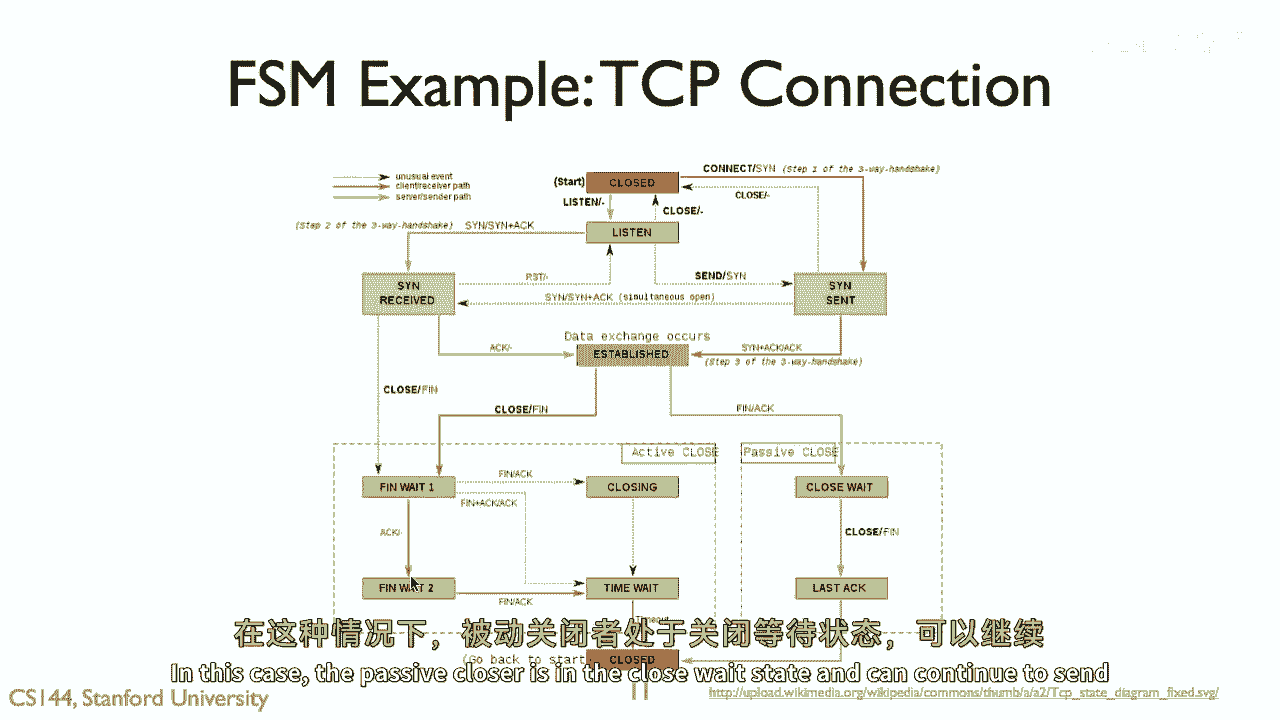 FSM Example: TCP Connection
unusual event
client/receiver path
server/sender path
(Start)
CLOSED
CONNECT/SYN (Step 1 of the 3-way-handshake)
CLOSE/-
LISTEN/-
CLOSE/-
(Step 2 of the 3-way-handshake) SYN/SYN+ACK
LISTEN
SYN
RECEIVED
RST/-
SEND/SYN
SYN
SENT
SYN/SYN+ACK (simultaneous open)
Data exchange occurs
ACK/-
ESTABLISHED
SYN+ACK/ACK
(Step 3 of the 3-way-handshake)
CLOSE/FIN
CLOSE/FIN
FIN/ACK
Active CLOSE
Passive CLOSE
FIN WAIT 1
FIN/ACK
CLOSING
CLOSE WAIT
FIN+ACK/ACK
ACK/-
CLOSE/FIN
FIN WAIT 2
TIME WAIT
LAST ACK
FIN/ACK
在这种情况下，被动关闭者处于关闭等待状态，可以继续
(Go back to start
CLOSED
In this case, the passive closer is in the close wait state and can continue to send
CS144, Stanford University
http://upload.wikimedia.org/wikipedia/commons/thumb/a/a2/Tcp_state_diagram_fixed.svg/